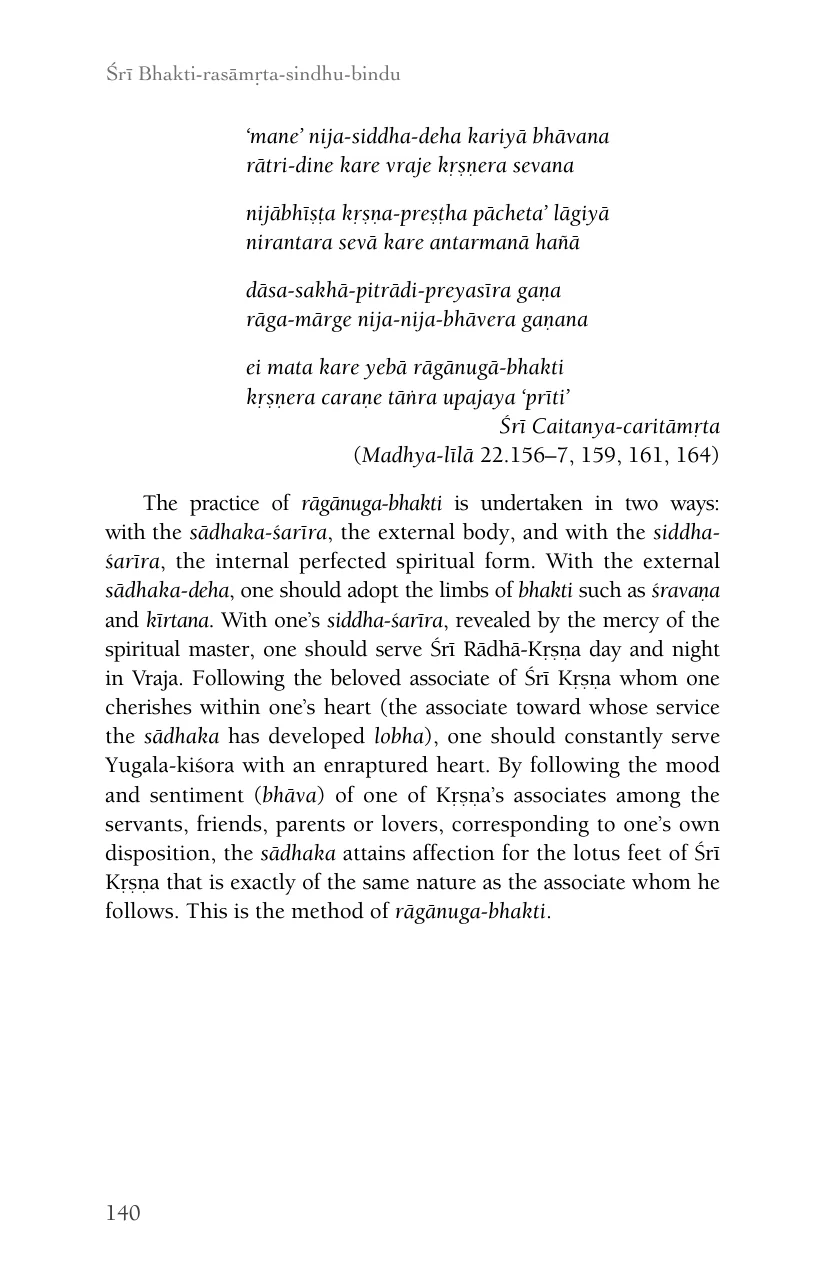 Śrī Bhakti-rasāmṛta-sindhu-bindu
‘mane’ nija-siddha-deha kariyā bhāvana
rātri-dine kare vraje kṛṣṇera sevana
nijābhīṣṭa kṛṣṇa-preṣṭha pācheta’ lāgiyā
nirantara sevā kare antarmanā hañā
dāsa-sakhā-pitrādi-preyasīra gaṇa
rāga-mārge nija-nija-bhāvera gaṇana
ei mata kare yebā rāgānugā-bhakti
kṛṣṇera caraṇe tāṅra upajaya ‘prīti’
Śrī Caitanya-caritāmṛta
(Madhya-līlā 22.156–7, 159, 161, 164)
The practice of rāgānuga-bhakti is undertaken in two ways:
with the sādhaka-śarīra, the external body, and with the siddha-
śarīra, the internal perfected spiritual form. With the external
sādhaka-deha, one should adopt the limbs of bhakti such as śravaṇa
and kīrtana. With one’s siddha-śarīra, revealed by the mercy of the
spiritual master, one should serve Śrī Rādhā-Kṛṣṇa day and night
in Vraja. Following the beloved associate of Śrī Kṛṣṇa whom one
cherishes within one’s heart (the associate toward whose service
the sādhaka has developed lobha), one should constantly serve
Yugala-kiśora with an enraptured heart. By following the mood
and sentiment (bhāva) of one of Kṛṣṇa’s associates among the
servants, friends, parents or lovers, corresponding to one’s own
disposition, the sādhaka attains affection for the lotus feet of Śrī
Kṛṣṇa that is exactly of the same nature as the associate whom he
follows. This is the method of rāgānuga-bhakti.
140